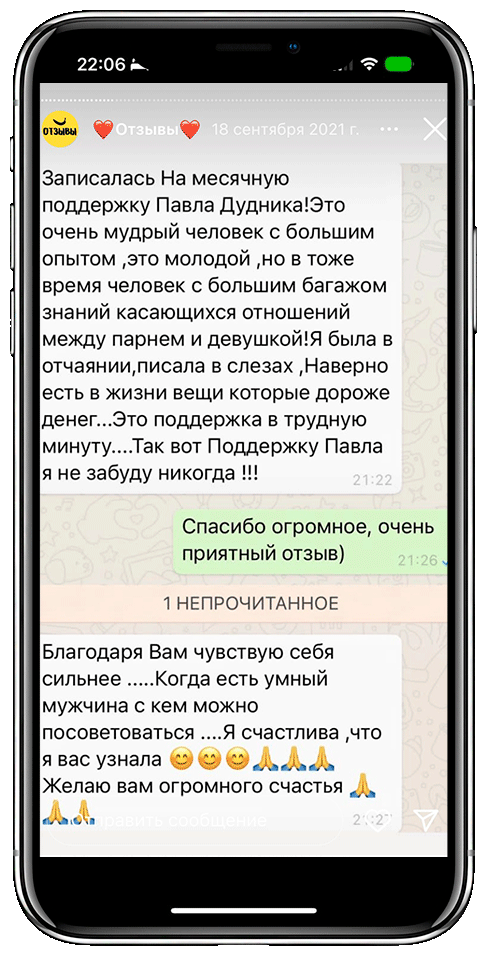 22:06
ОТЗЫВЫ
❤️Отзывы❤️ 18 сентября 2021 г.
Записалась На месячную
поддержку Павла Дудника!Это
очень мудрый человек с большим
опытом ,это молодой ,но в тоже
время человек с большим багажом
знаний касающихся отношений
между парнем и девушкой!Я была в
отчаянии,писала в слезах ,Наверно
есть в жизни вещи которые дороже
денег...Это поддержка в трудную
минуту....Так вот Поддержку Павла
я не забуду никогда !!!
21:22
Спасибо огромное, очень
приятный отзыв)
21:26
1 НЕПРОЧИТАННОЕ
Благодаря Вам чувствую себя
сильнее .....Когда есть умный
мужчина с кем можно
посоветоваться ....Я счастлива ,что
я вас узнала 😊😊😊🙏🙏🙏
Желаю вам огромного счастья 🙏
🙏🙏
Отправить сообщение
21:27